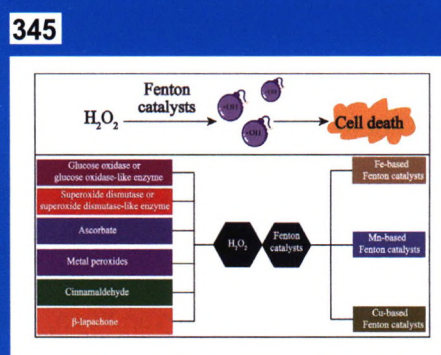 345
Fenton
catalysts
H₂O₂
•OH
•OH
•OH
Cell death
Glucose oxidase or
glucose oxidase-like enzyme
Superoxide dismutase or
superoxide dismutase-like enzyme
Ascorbate
Metal peroxides
Cinnamaldehyde
β-lapachone
H₂O₂
Fenton
catalysts
Fe-based
Fenton catalysts
Mn-based
Fenton catalysts
Cu-based
Fenton catalysts